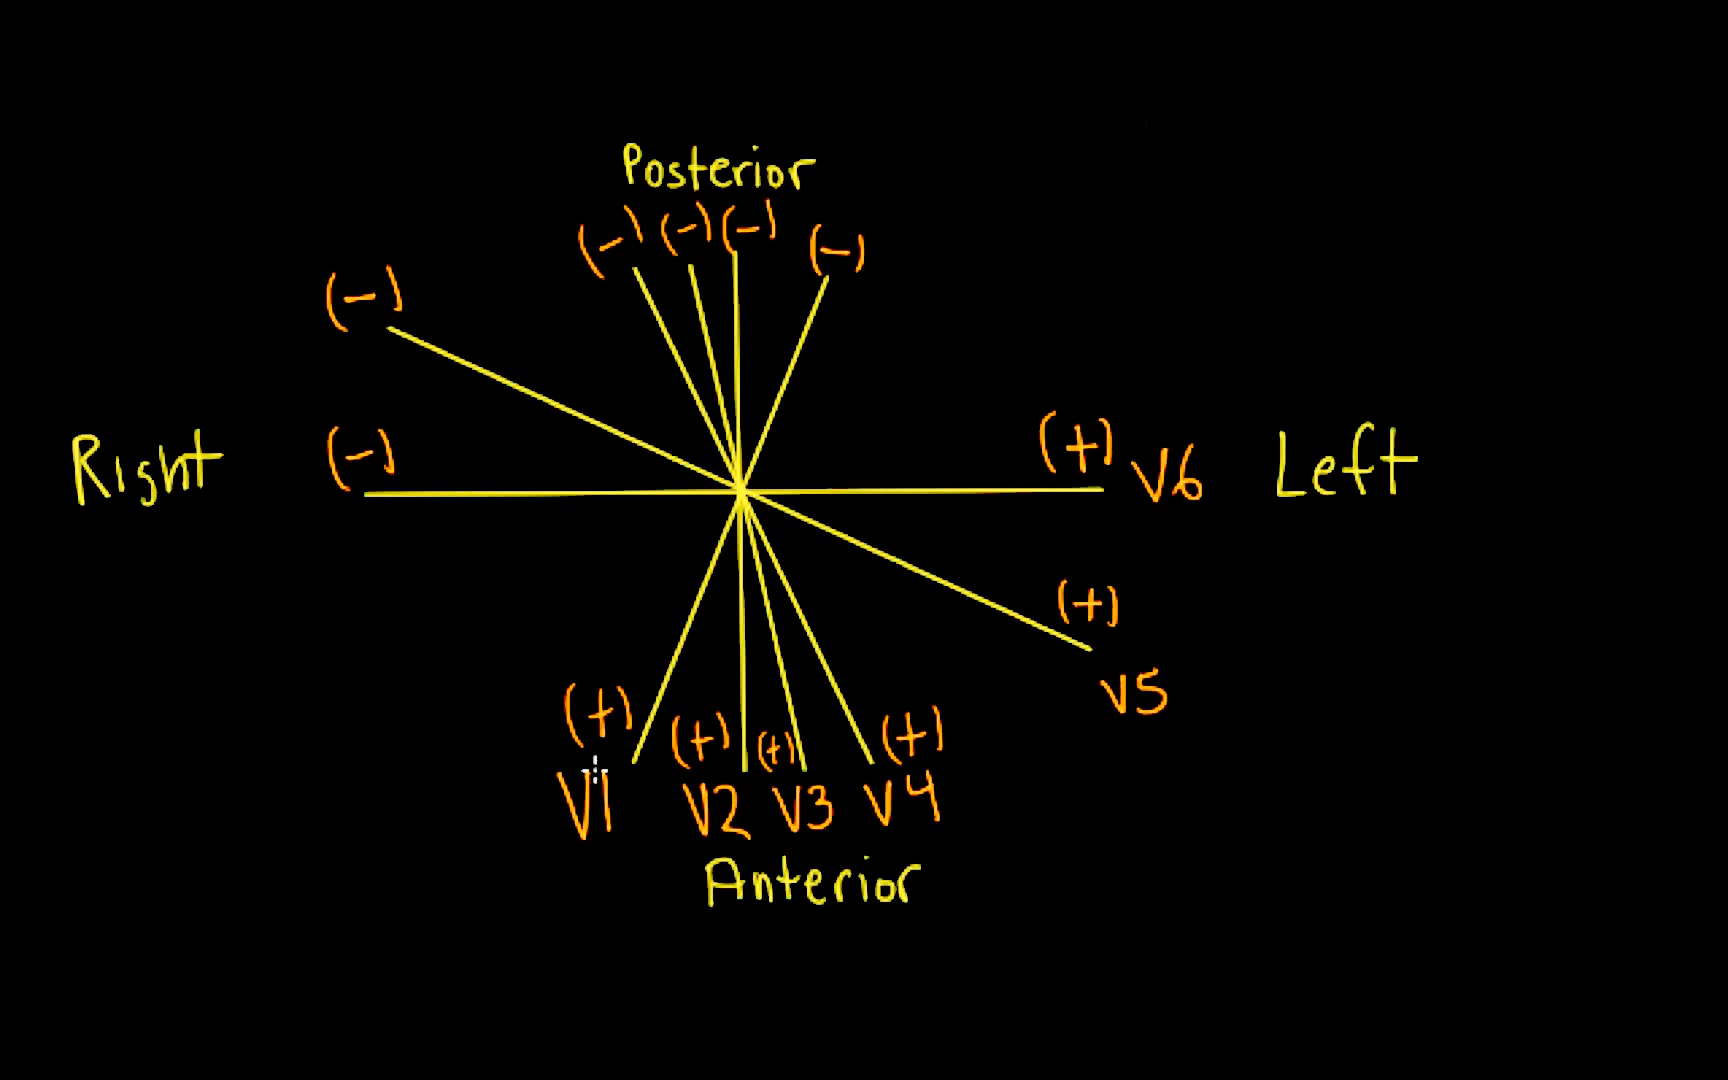 Posterior
(-) (-) (-) (-)
(-)
Right (-) (+) V6 Left
(+)
V5
(+) (+) (+) (+)
V1 V2 V3 V4
Anterior